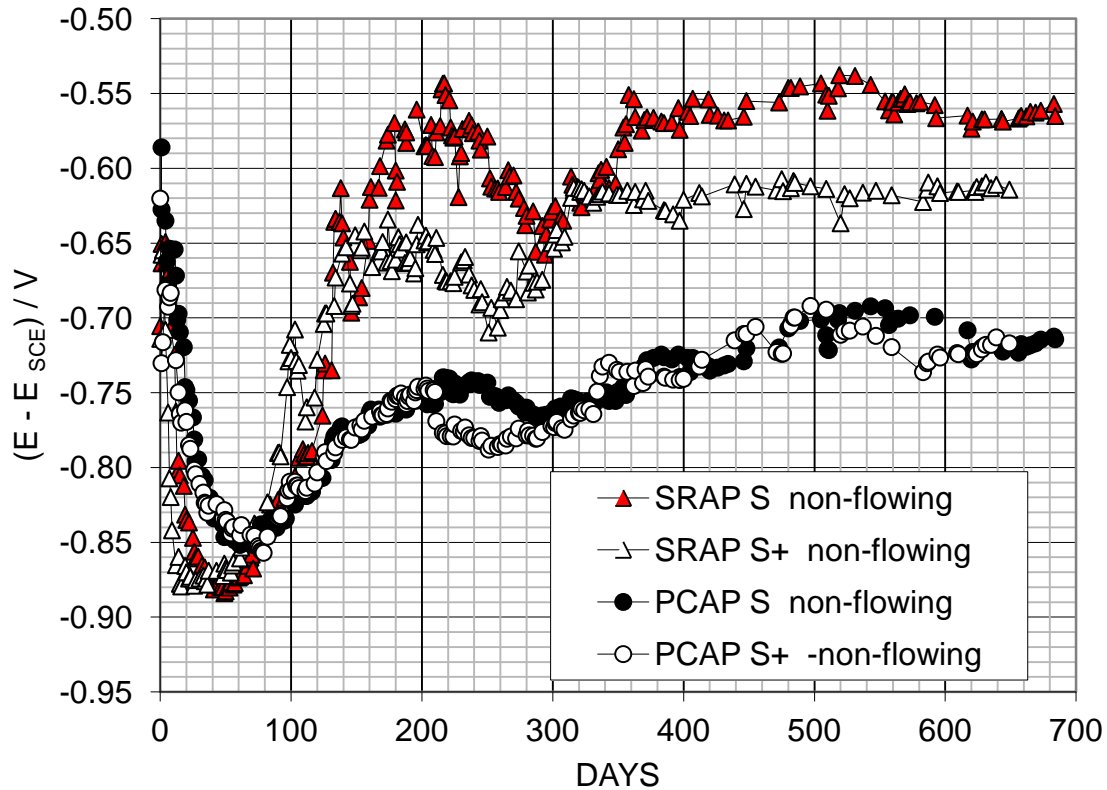 -0.50
-0.55
-0.60
-0.65
-0.70
-0.75
-0.80
-0.85
-0.90
-0.95
(E - E SCE) / V
0 100 200 300 400 500 600 700
DAYS
SRAP S non-flowing
SRAP S+ non-flowing
PCAP S non-flowing
PCAP S+ -non-flowing